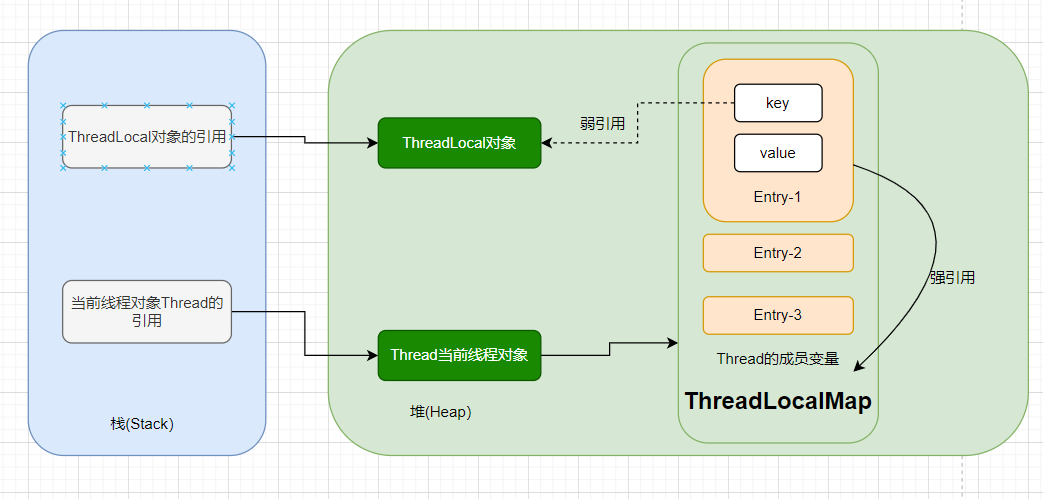 ThreadLocal对象的引用
当前线程对象Thread的
引用
栈(Stack)
ThreadLocal对象
弱引用
Thread当前线程对象
堆(Heap)
key
value
Entry-1
Entry-2
Entry-3
强引用
Thread的成员变量
ThreadLocalMap